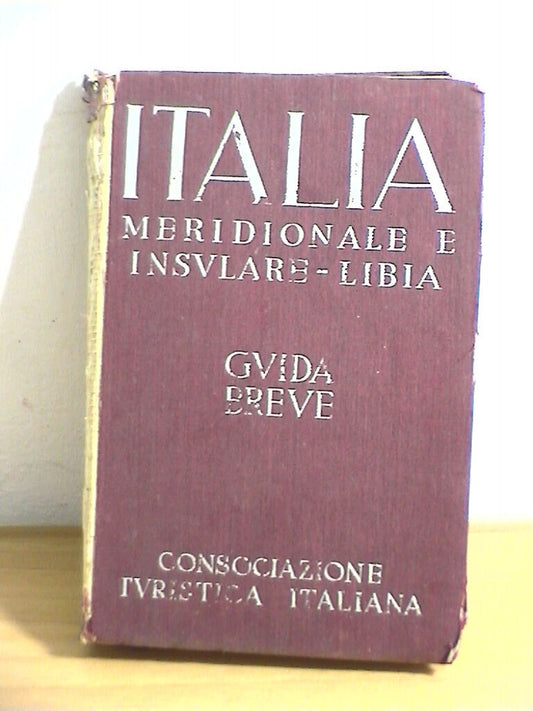 ITALIA
MERIDIONALE E
INSVLARE - LIBIA
GVIDA
BREVE
CONSOCIAZIONE
TVRISTICA ITALIANA